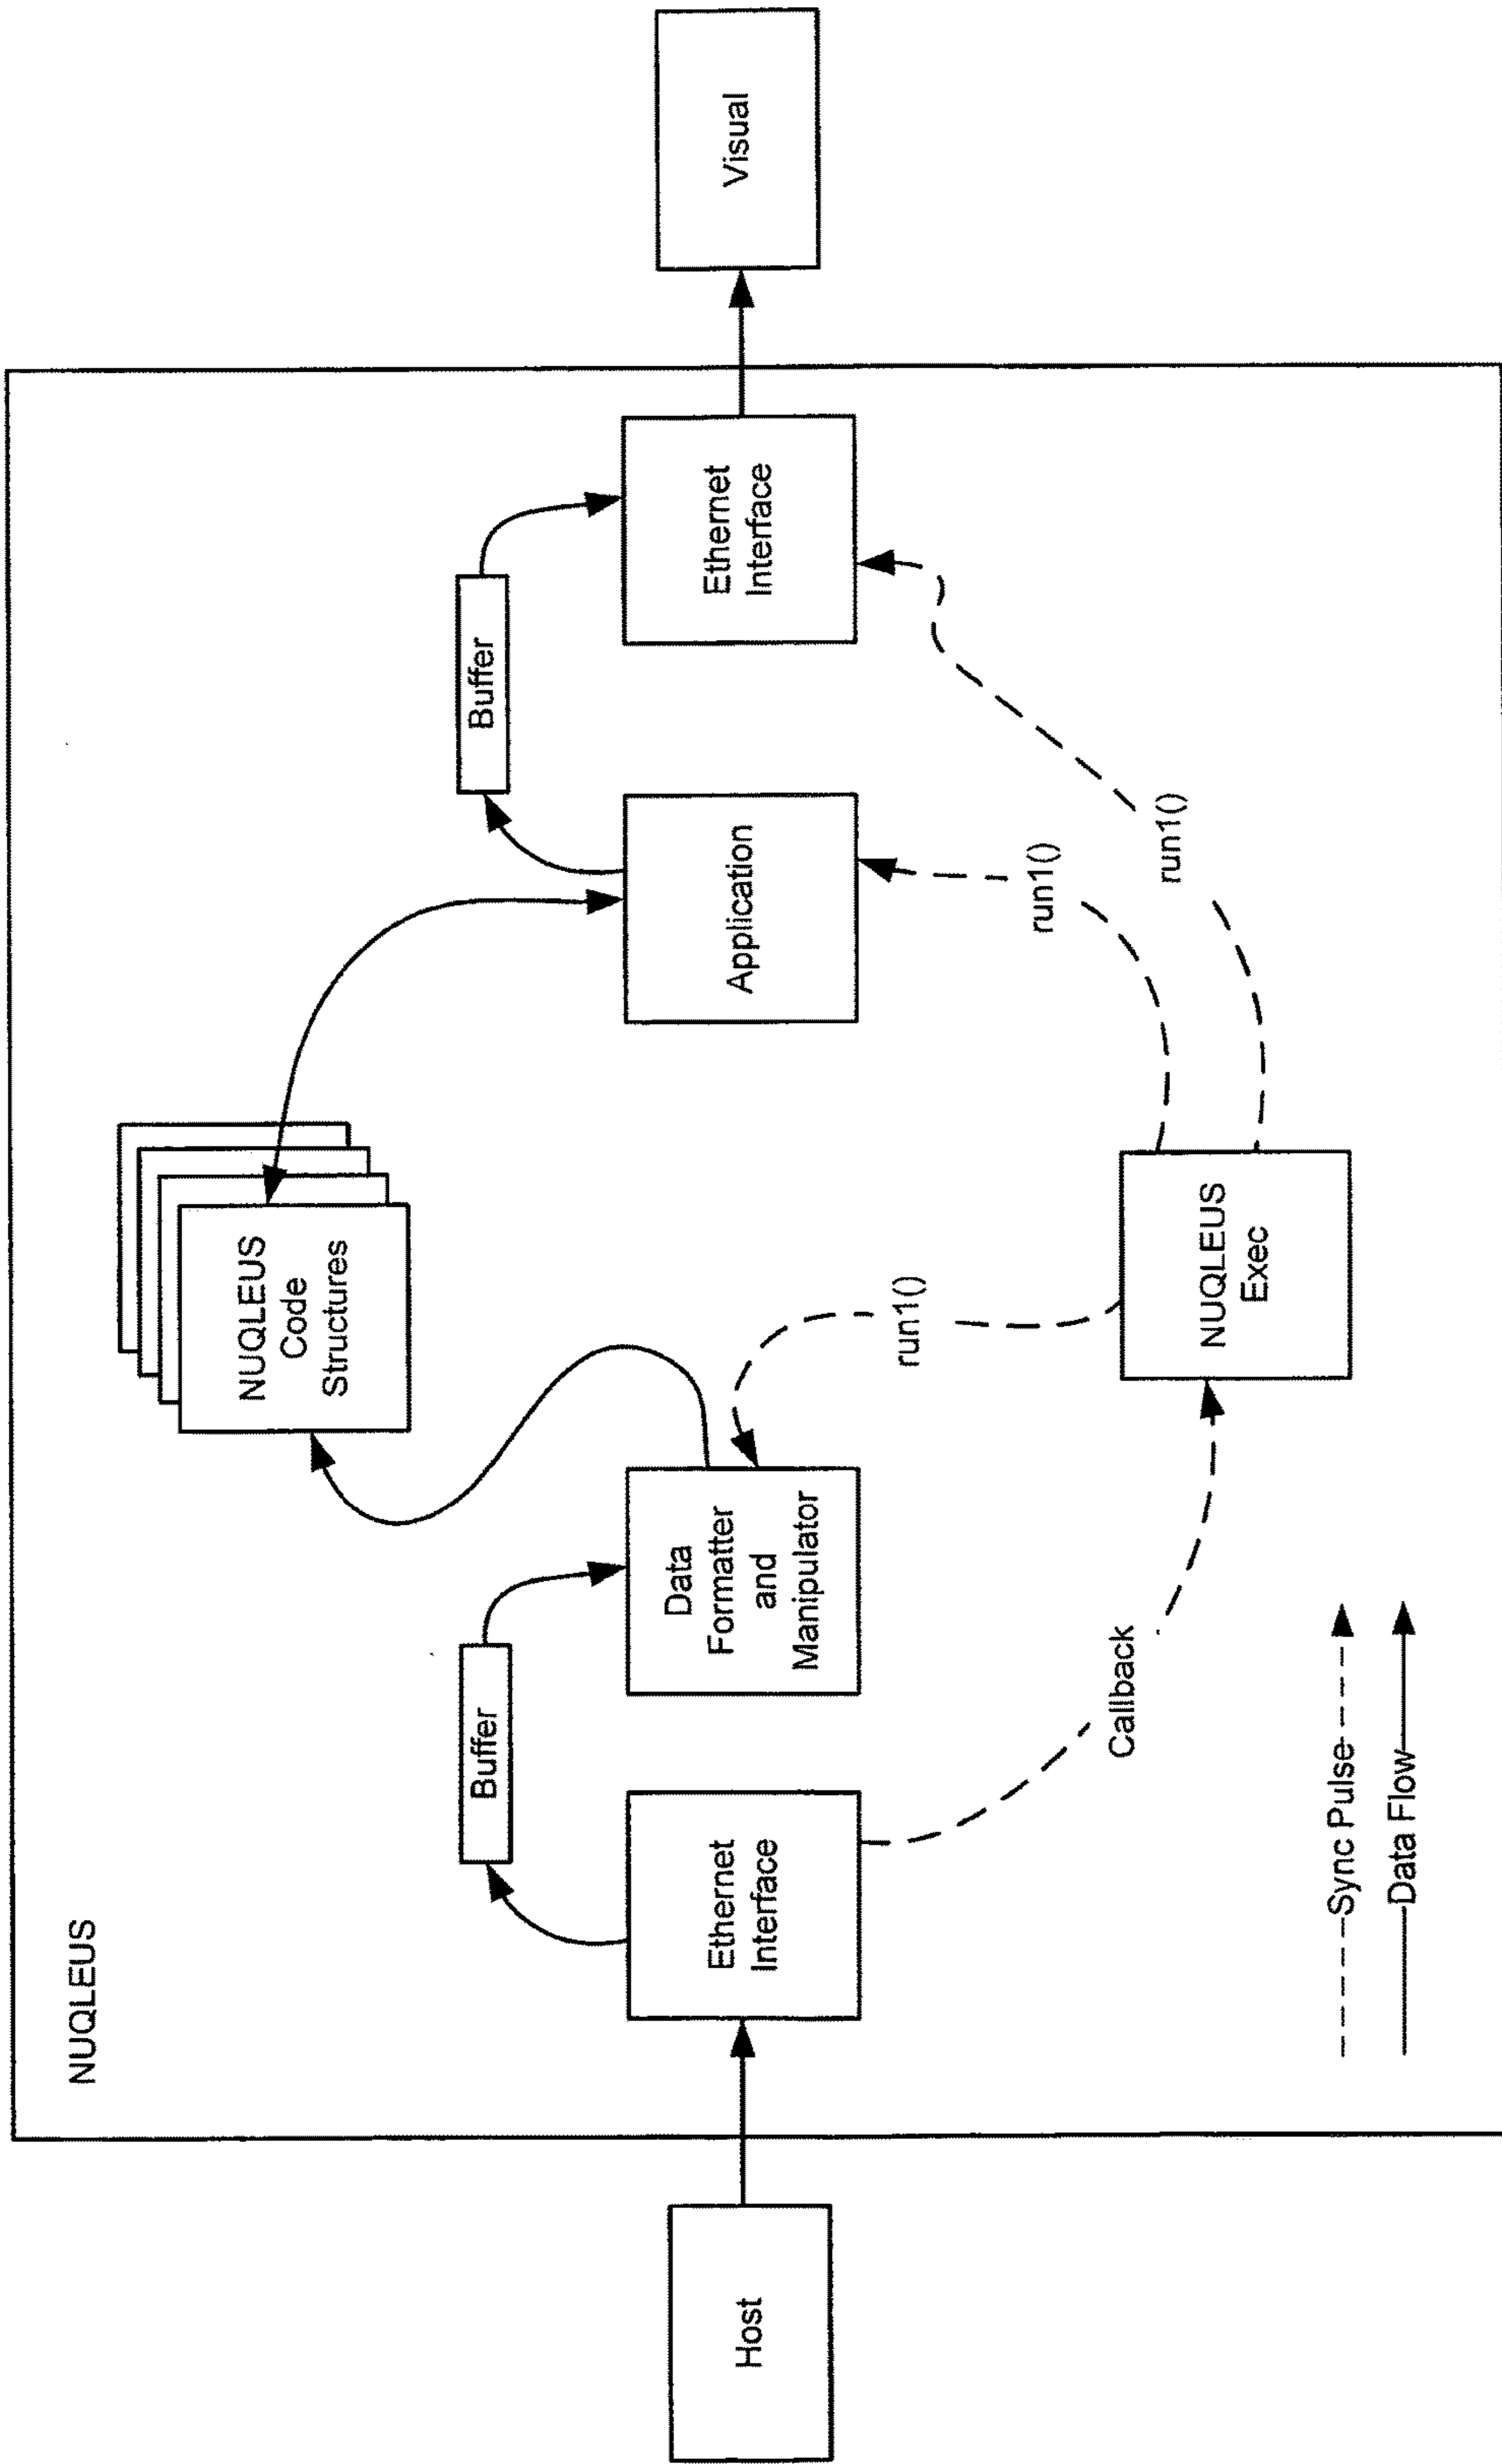 NUQLEUS
NUQLEUS
Code
Structures
Buffer
Buffer
Host
Ethernet
Interface
Data
Formatter
and
Manipulator
Application
Ethernet
Interface
Visual
run1()
run1()
run1()
Callback
NUQLEUS
Exec
Sync Pulse
Data Flow